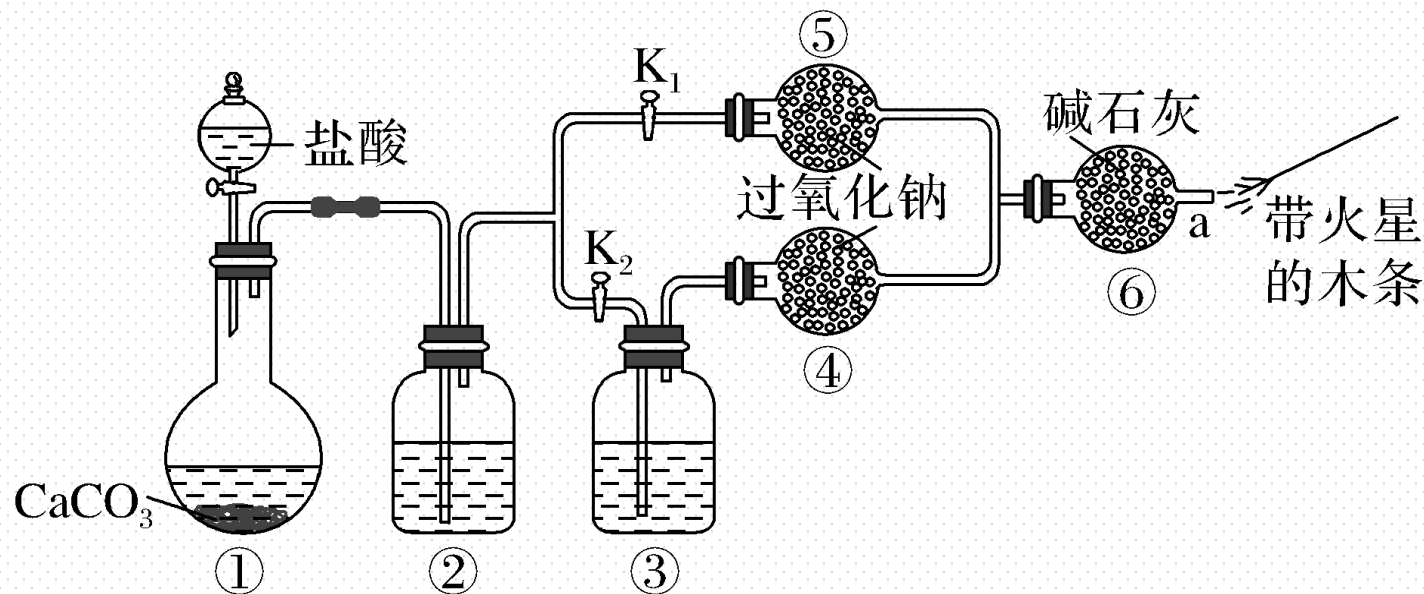 ⑤
K₁
碱石灰
盐酸
过氧化钠
a
带火星
的木条
K₂
⑥
④
CaCO₃
①
②
③